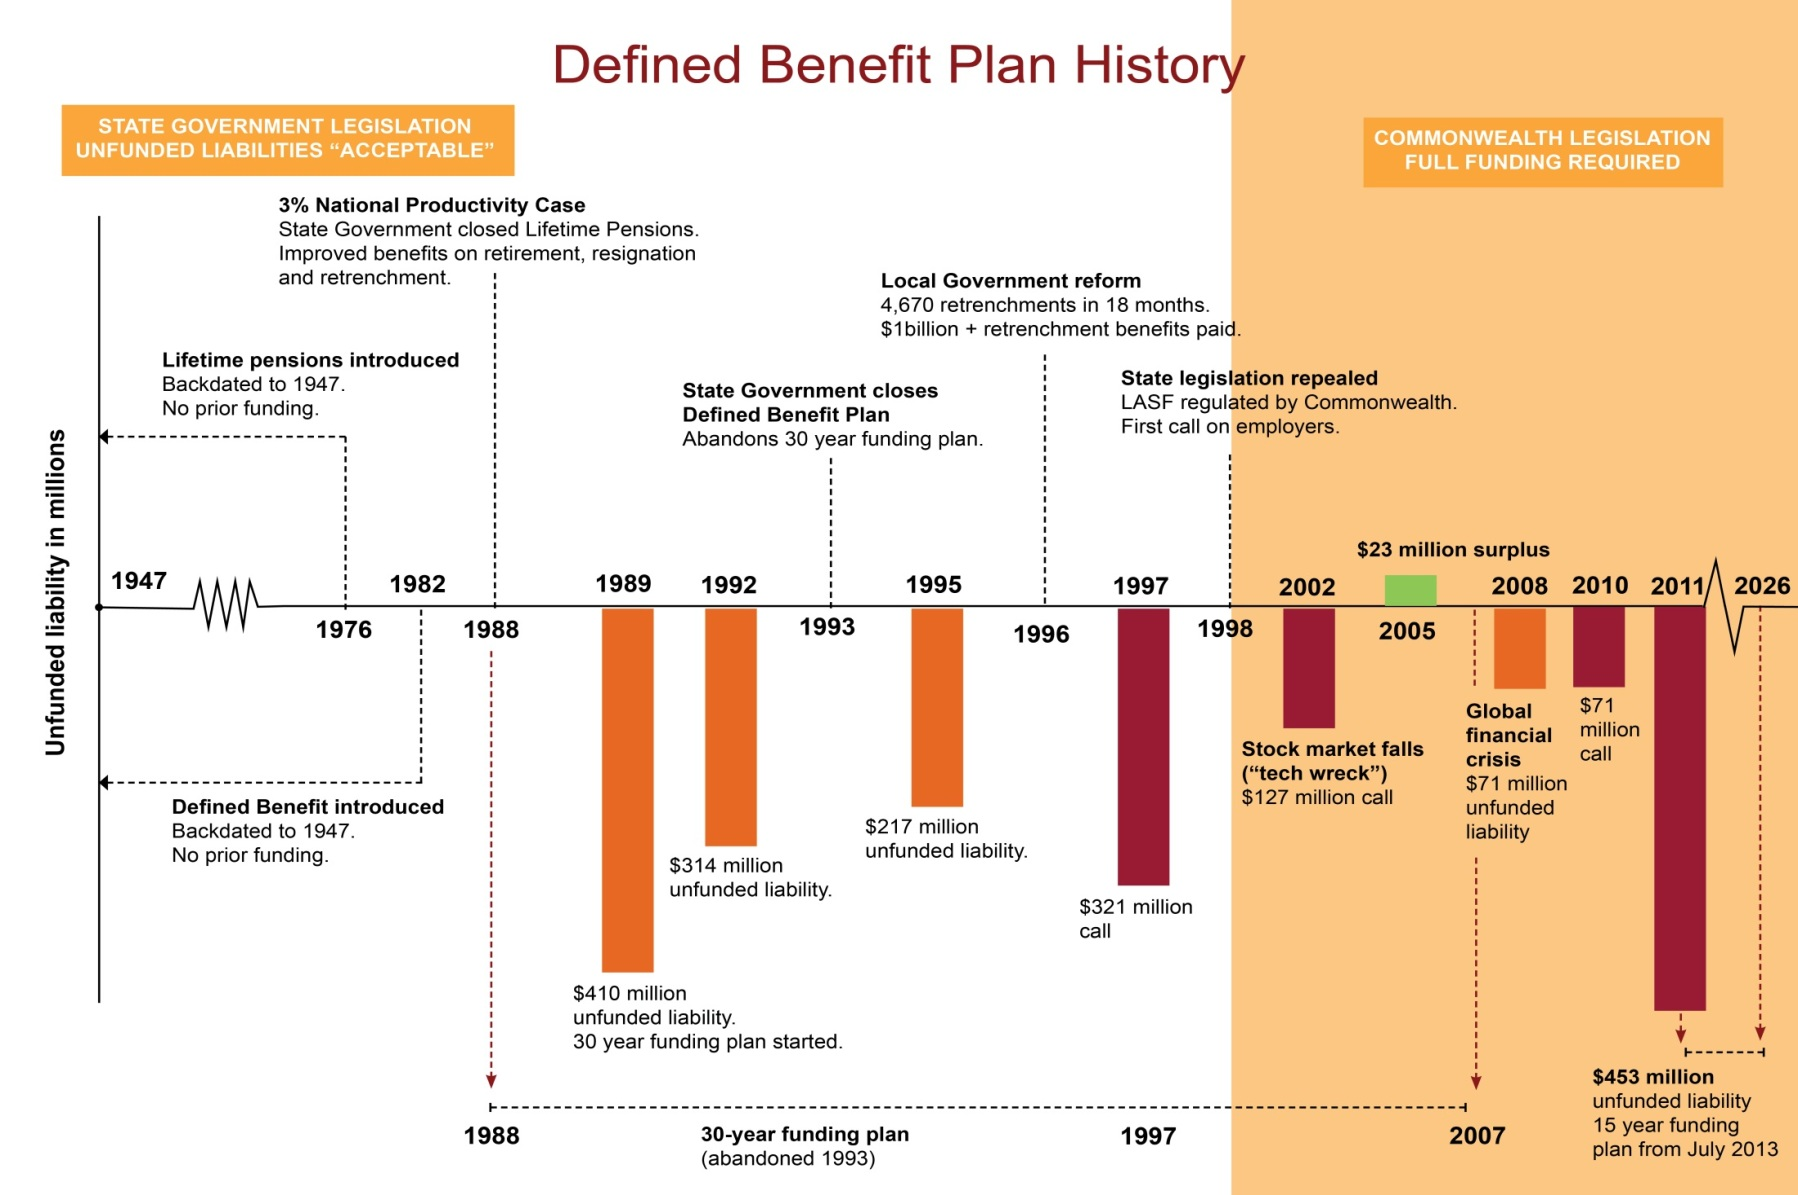 Defined Benefit Plan History
STATE GOVERNMENT LEGISLATION
UNFUNDED LIABILITIES “ACCEPTABLE”
COMMONWEALTH LEGISLATION
FULL FUNDING REQUIRED
3% National Productivity Case
State Government closed Lifetime Pensions.
Improved benefits on retirement, resignation
and retrenchment.
Local Government reform
4,670 retrenchments in 18 months.
$1billion + retrenchment benefits paid.
Lifetime pensions introduced
Backdated to 1947.
No prior funding.
State Government closes
Defined Benefit Plan
Abandons 30 year funding plan.
State legislation repealed
LASF regulated by Commonwealth.
First call on employers.
Unfunded liability in millions
$23 million surplus
1947
1982
1989
1992
1995
1997
2002
2008
2010
2011
2026
1976
1988
1993
1996
1998
2005
Defined Benefit introduced
Backdated to 1947.
No prior funding.
$410 million
unfunded liability.
30 year funding plan started.
$314 million
unfunded liability.
$217 million
unfunded liability.
$321 million
call
Stock market falls
(“tech wreck”)
$127 million call
Global
financial
crisis
$71 million
unfunded
liability
$71
million
call
$453 million
unfunded liability
15 year funding
plan from July 2013
1988
30-year funding plan
(abandoned 1993)
1997
2007